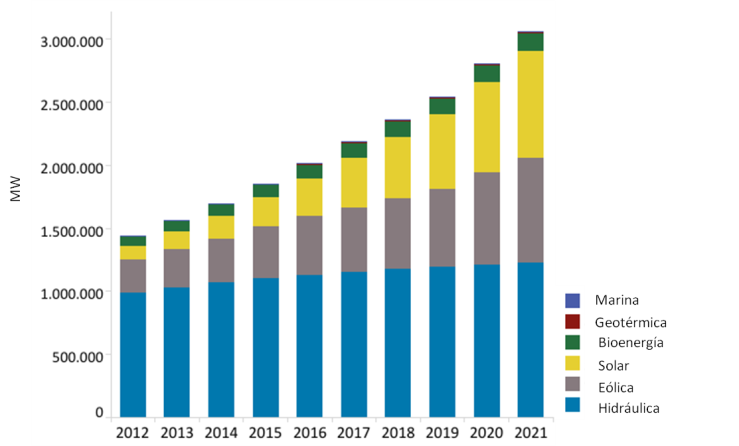 3.000.000
2.500.000
2.000.000
1.500.000
1.000.000
500.000
0
MW
2012 2013 2014 2015 2016 2017 2018 2019 2020 2021
Marina
Geotérmica
Bioenergía
Solar
Eólica
Hidráulica